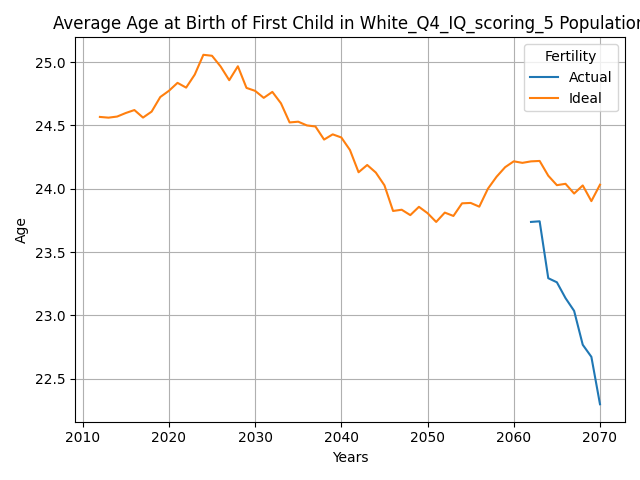 Average Age at Birth of First Child in White_Q4_IQ_scoring_5 Population
Fertility
Actual
Ideal
25.0
24.5
24.0
23.5
23.0
22.5
Age
2010 2020 2030 2040 2050 2060 2070
Years